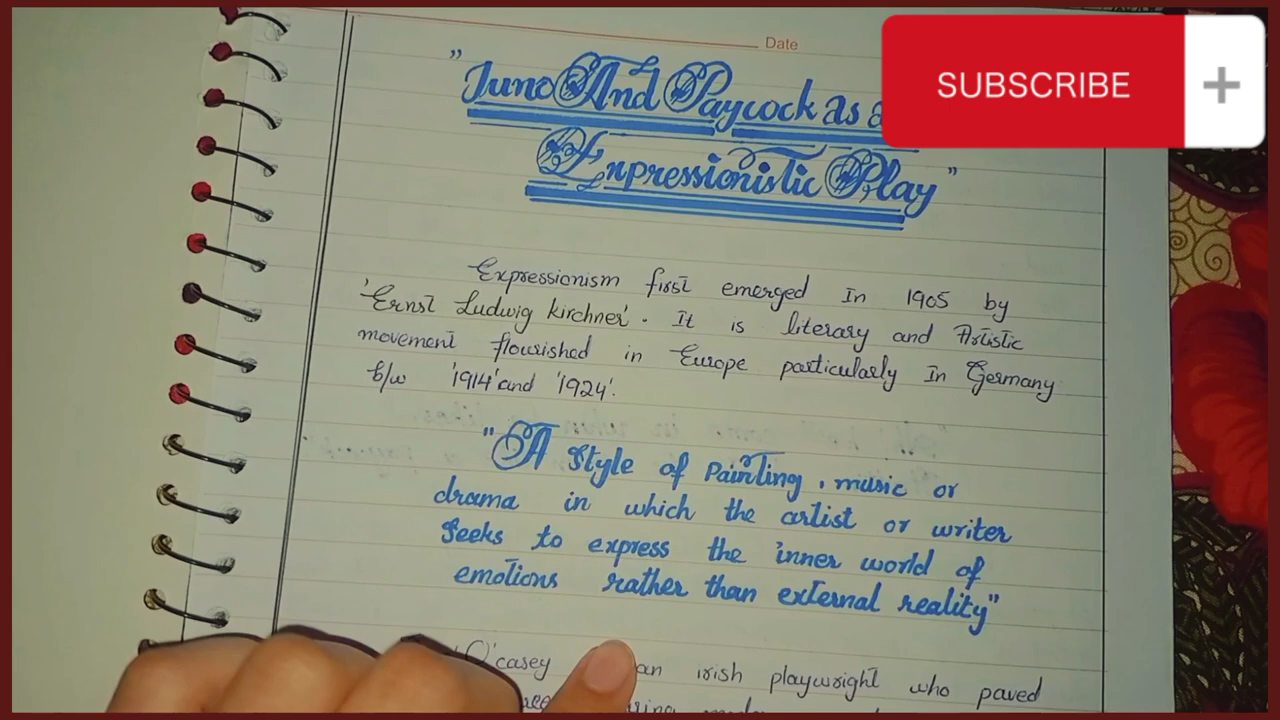 Date
SUBSCRIBE
"Juno And Paycock as a
Expressionistic Play"
Expressionism first emerged In 1905 by
'Ernst Ludwig kirchner'. It is literary and Artistic
movement flourished in Europe particularly In Germany
b/w '1914' and '1924'.
"A Style of Painting, music or
drama in which the artist or writer
Seeks to express the inner world of
emotions rather than external reality"
O'casey an irish playwright who paved